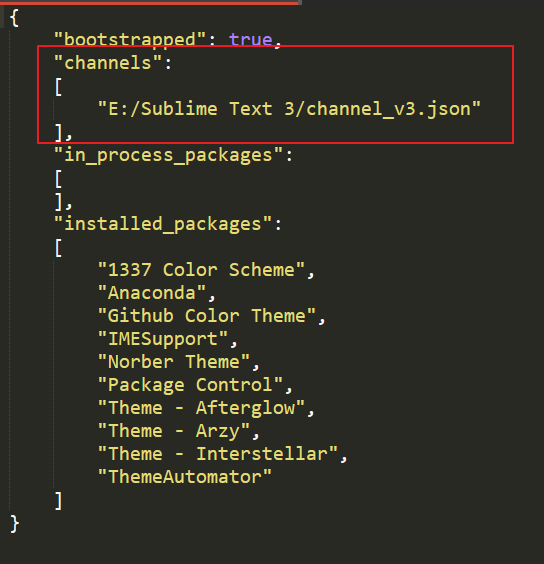 {
"bootstrapped": true,
"channels":
[
"E:/Sublime Text 3/channel_v3.json"
],
"in_process_packages":
[
],
"installed_packages":
[
"1337 Color Scheme",
"Anaconda",
"Github Color Theme",
"IMESupport",
"Norber Theme",
"Package Control",
"Theme - Afterglow",
"Theme - Arzy",
"Theme - Interstellar",
"ThemeAutomator"
]
}